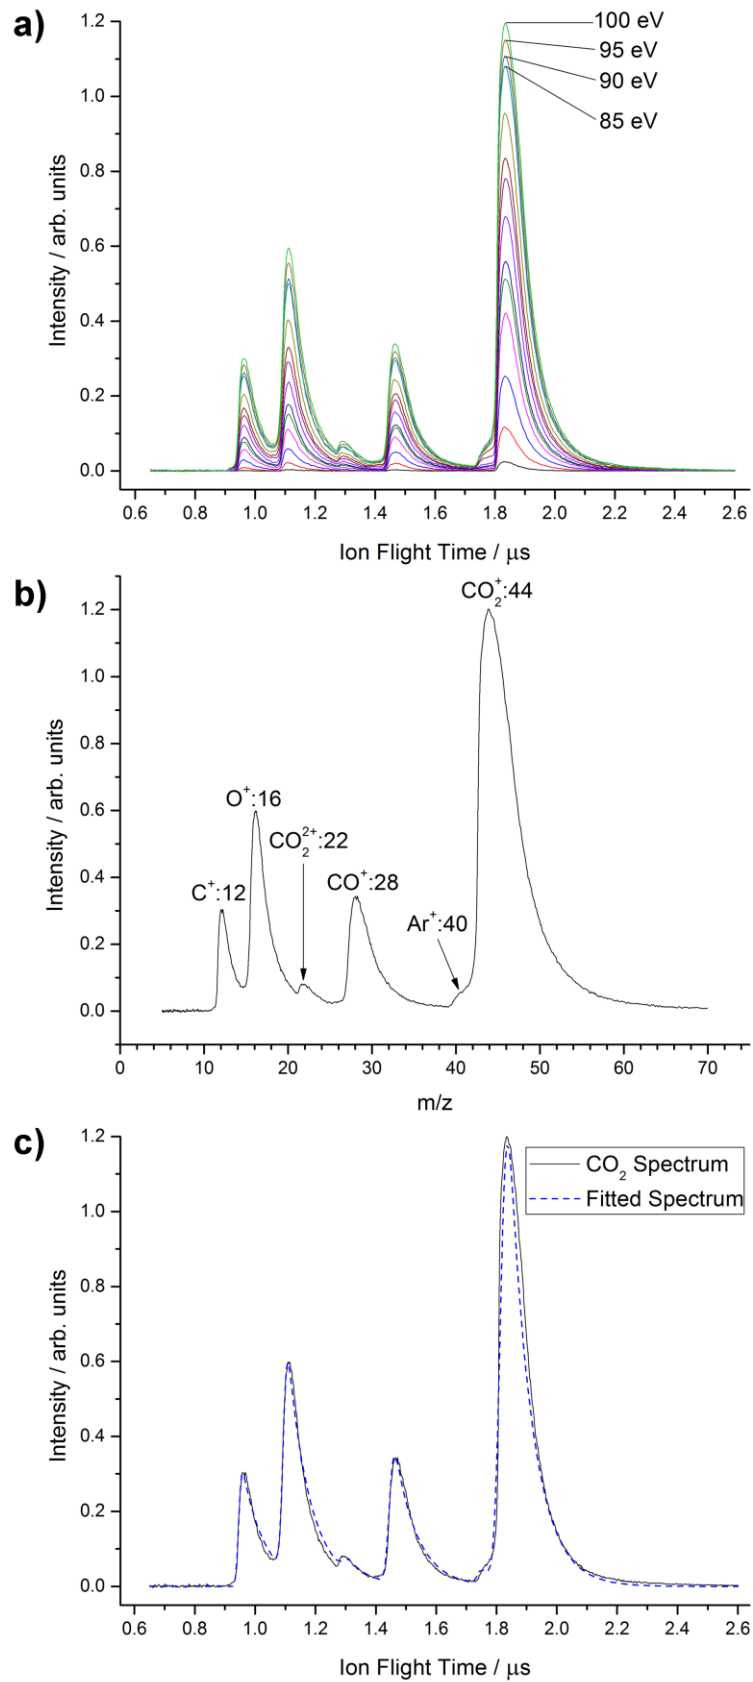 a)
100 eV
95 eV
90 eV
85 eV
1.2
1.0
0.8
0.6
0.4
0.2
0.0
Intensity / arb. units
0.6 0.8 1.0 1.2 1.4 1.6 1.8 2.0 2.2 2.4 2.6
Ion Flight Time / μs
b)
CO₂⁺:44
O⁺:16
CO₂²⁺:22
C⁺:12
CO⁺:28
Ar⁺:40
1.2
1.0
0.8
0.6
0.4
0.2
0.0
Intensity / arb. units
0 10 20 30 40 50 60 70
m/z
c)
CO₂ Spectrum
Fitted Spectrum
1.2
1.0
0.8
0.6
0.4
0.2
0.0
Intensity / arb. units
0.6 0.8 1.0 1.2 1.4 1.6 1.8 2.0 2.2 2.4 2.6
Ion Flight Time / μs